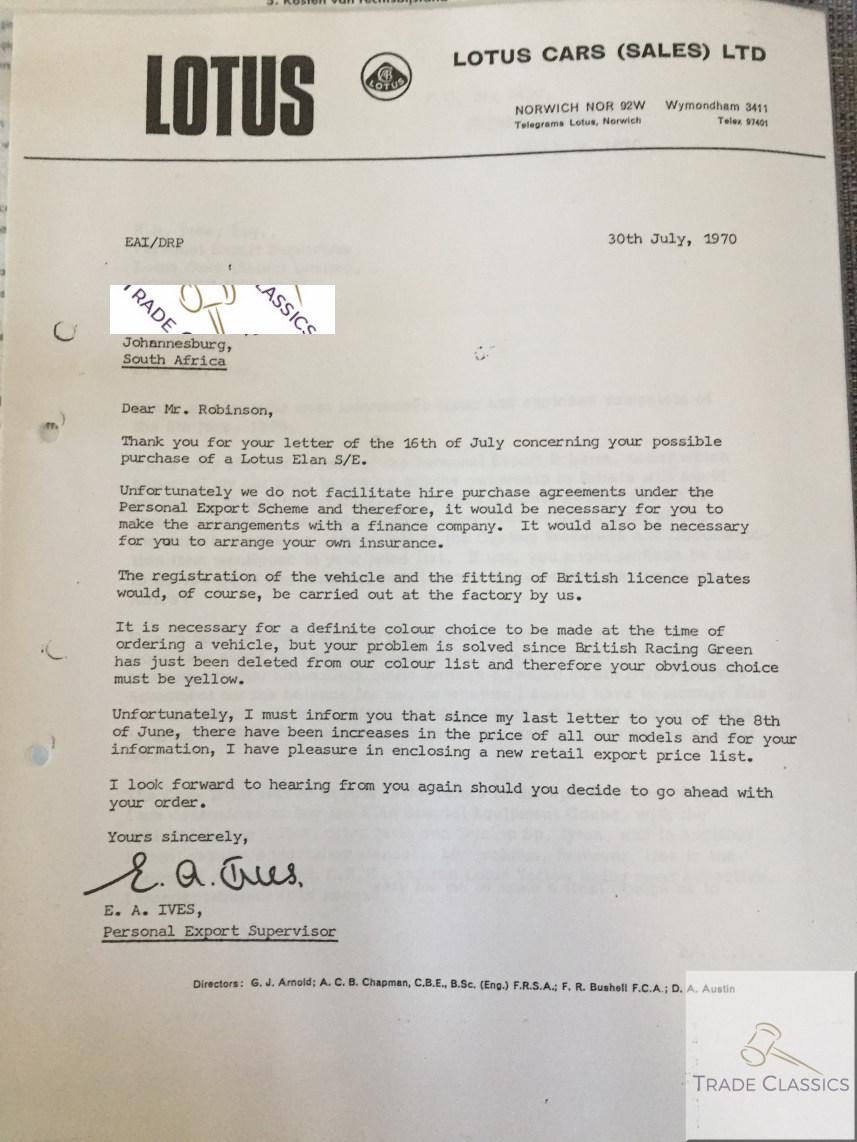 3. Kosten van rechtsbijstand
LOTUS
LOTUS
LOTUS CARS (SALES) LTD
NORWICH NOR 92W Wymondham 3411
Telegrams Lotus, Norwich Telex 97401
EAI/DRP 30th July, 1970
TRADE CLASSICS
Johannesburg,
South Africa
Dear Mr. Robinson,
Thank you for your letter of the 16th of July concerning your possible
purchase of a Lotus Elan S/E.
Unfortunately we do not facilitate hire purchase agreements under the
Personal Export Scheme and therefore, it would be necessary for you to
make the arrangements with a finance company. It would also be necessary
for you to arrange your own insurance.
The registration of the vehicle and the fitting of British licence plates
would, of course, be carried out at the factory by us.
It is necessary for a definite colour choice to be made at the time of
ordering a vehicle, but your problem is solved since British Racing Green
has just been deleted from our colour list and therefore your obvious choice
must be yellow.
Unfortunately, I must inform you that since my last letter to you of the 8th
of June, there have been increases in the price of all our models and for your
information, I have pleasure in enclosing a new retail export price list.
I look forward to hearing from you again should you decide to go ahead with
your order.
Yours sincerely,
E. A. Ives.
E. A. IVES,
Personal Export Supervisor
Directors: G. J. Arnold; A. C. B. Chapman, C.B.E., B.Sc. (Eng.) F.R.S.A.; F. R. Bushell F.C.A.; D. A. Austin
TRADE CLASSICS